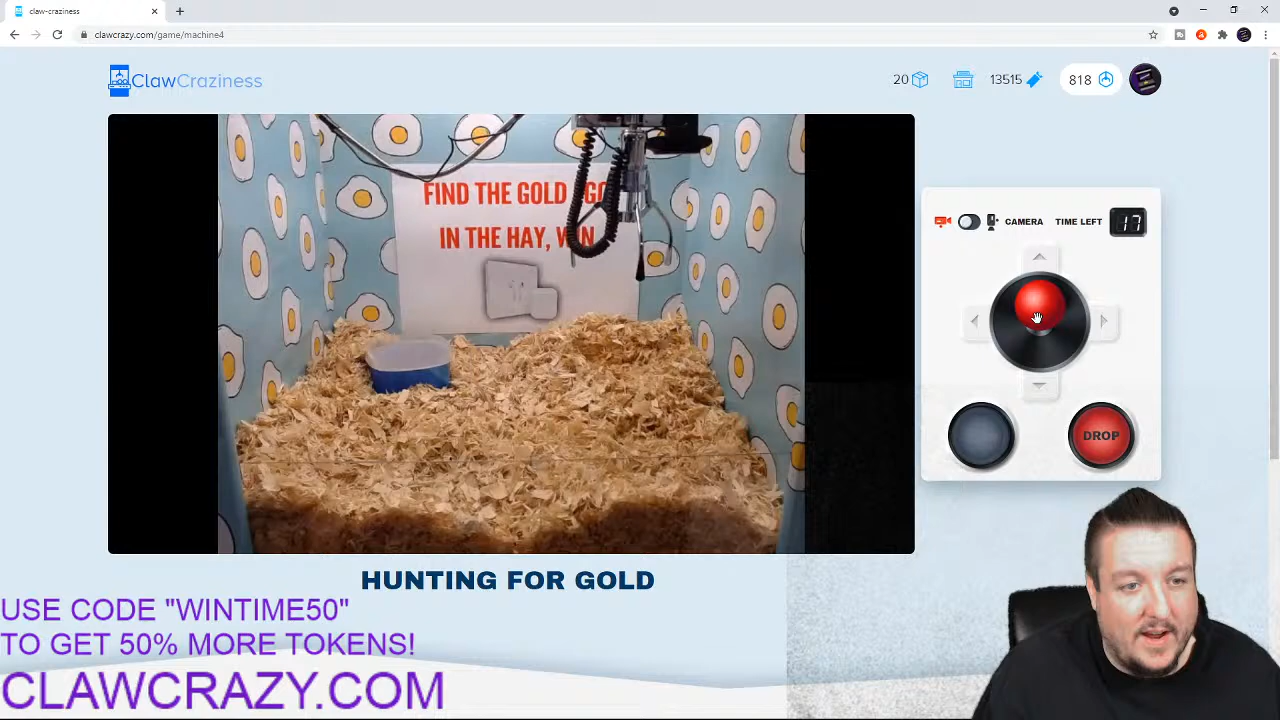 claw-craziness
clawcrazy.com/game/machine4
ClawCraziness
20
13515
818
FIND THE GOLD
IN THE HAY, WIN
CAMERA
TIME LEFT
17
DROP
HUNTING FOR GOLD
USE CODE "WINTIME50"
TO GET 50% MORE TOKENS!
CLAWCRAZY.COM